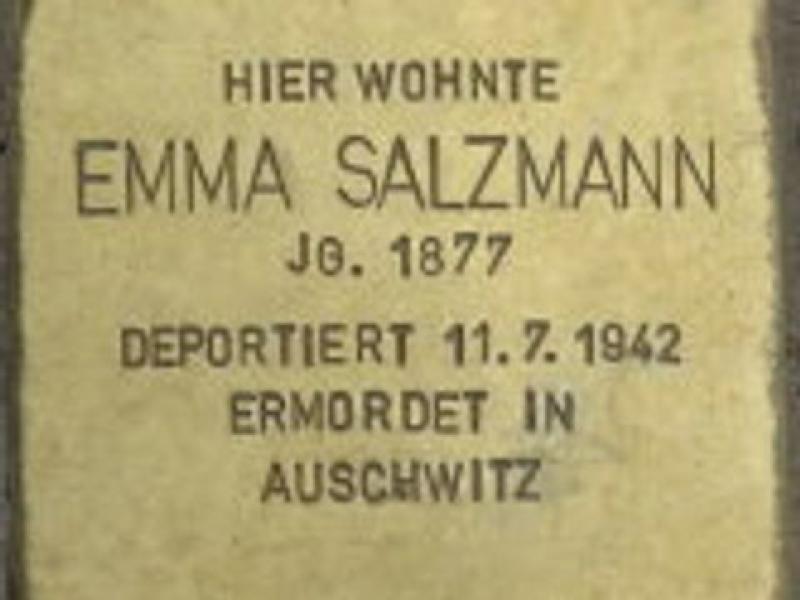 HIER WOHNTE
EMMA SALZMANN
JG. 1877
DEPORTIERT 11.7.1942
ERMORDET IN
AUSCHWITZ